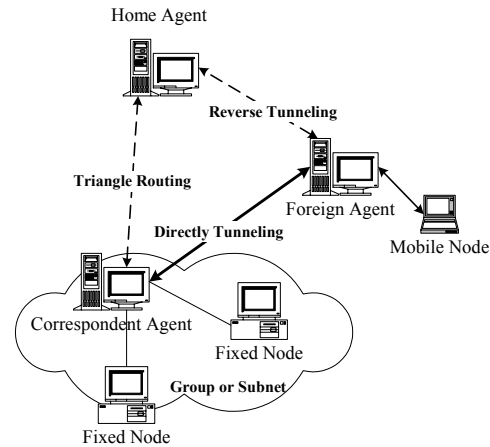 Home Agent
Reverse Tunneling
Triangle Routing
Foreign Agent
Directly Tunneling
Mobile Node
Correspondent Agent
Fixed Node
Group or Subnet
Fixed Node